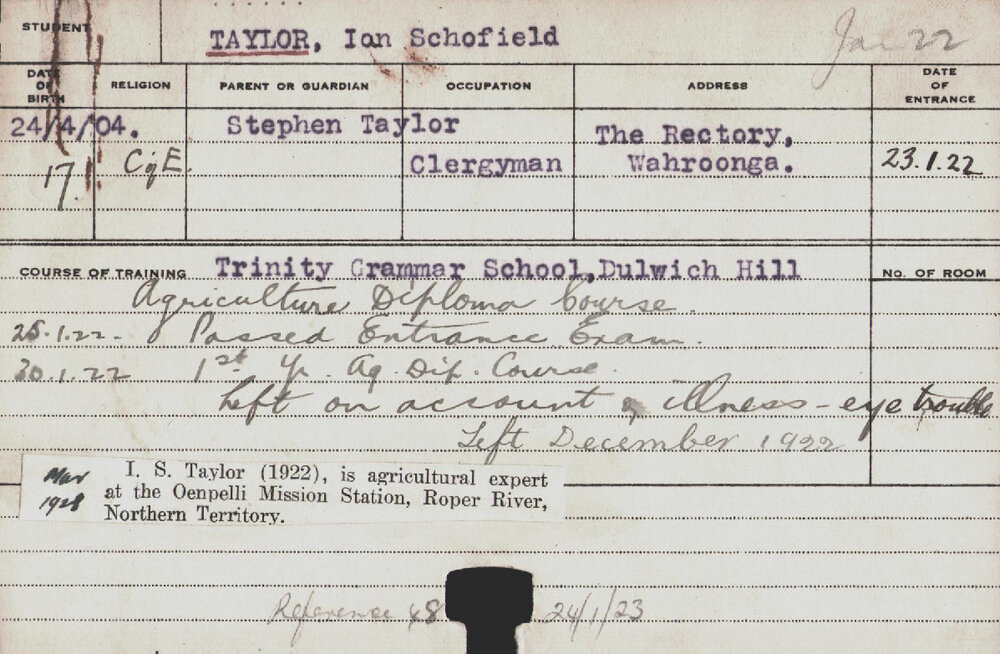 STUDENT TAYLOR, Ian Schofield Jan 22
DATE OF BIRTH RELIGION PARENT OR GUARDIAN OCCUPATION ADDRESS DATE OF ENTRANCE
24/4/04. Stephen Taylor The Rectory,
17. C of E. Clergyman Wahroonga. 23.1.22
COURSE OF TRAINING Trinity Grammar School, Dulwich Hill No. OF ROOM
Agriculture Diploma Course.
25.1.22. Passed Entrance Exam.
30.1.22 1st Yr. Ag. Dip. Course.
Left on account of illness - eye trouble
Left December 1922
Mar 1928
I. S. Taylor (1922), is agricultural expert
at the Oenpelli Mission Station, Roper River,
Northern Territory.
Reference 48 24/1/23